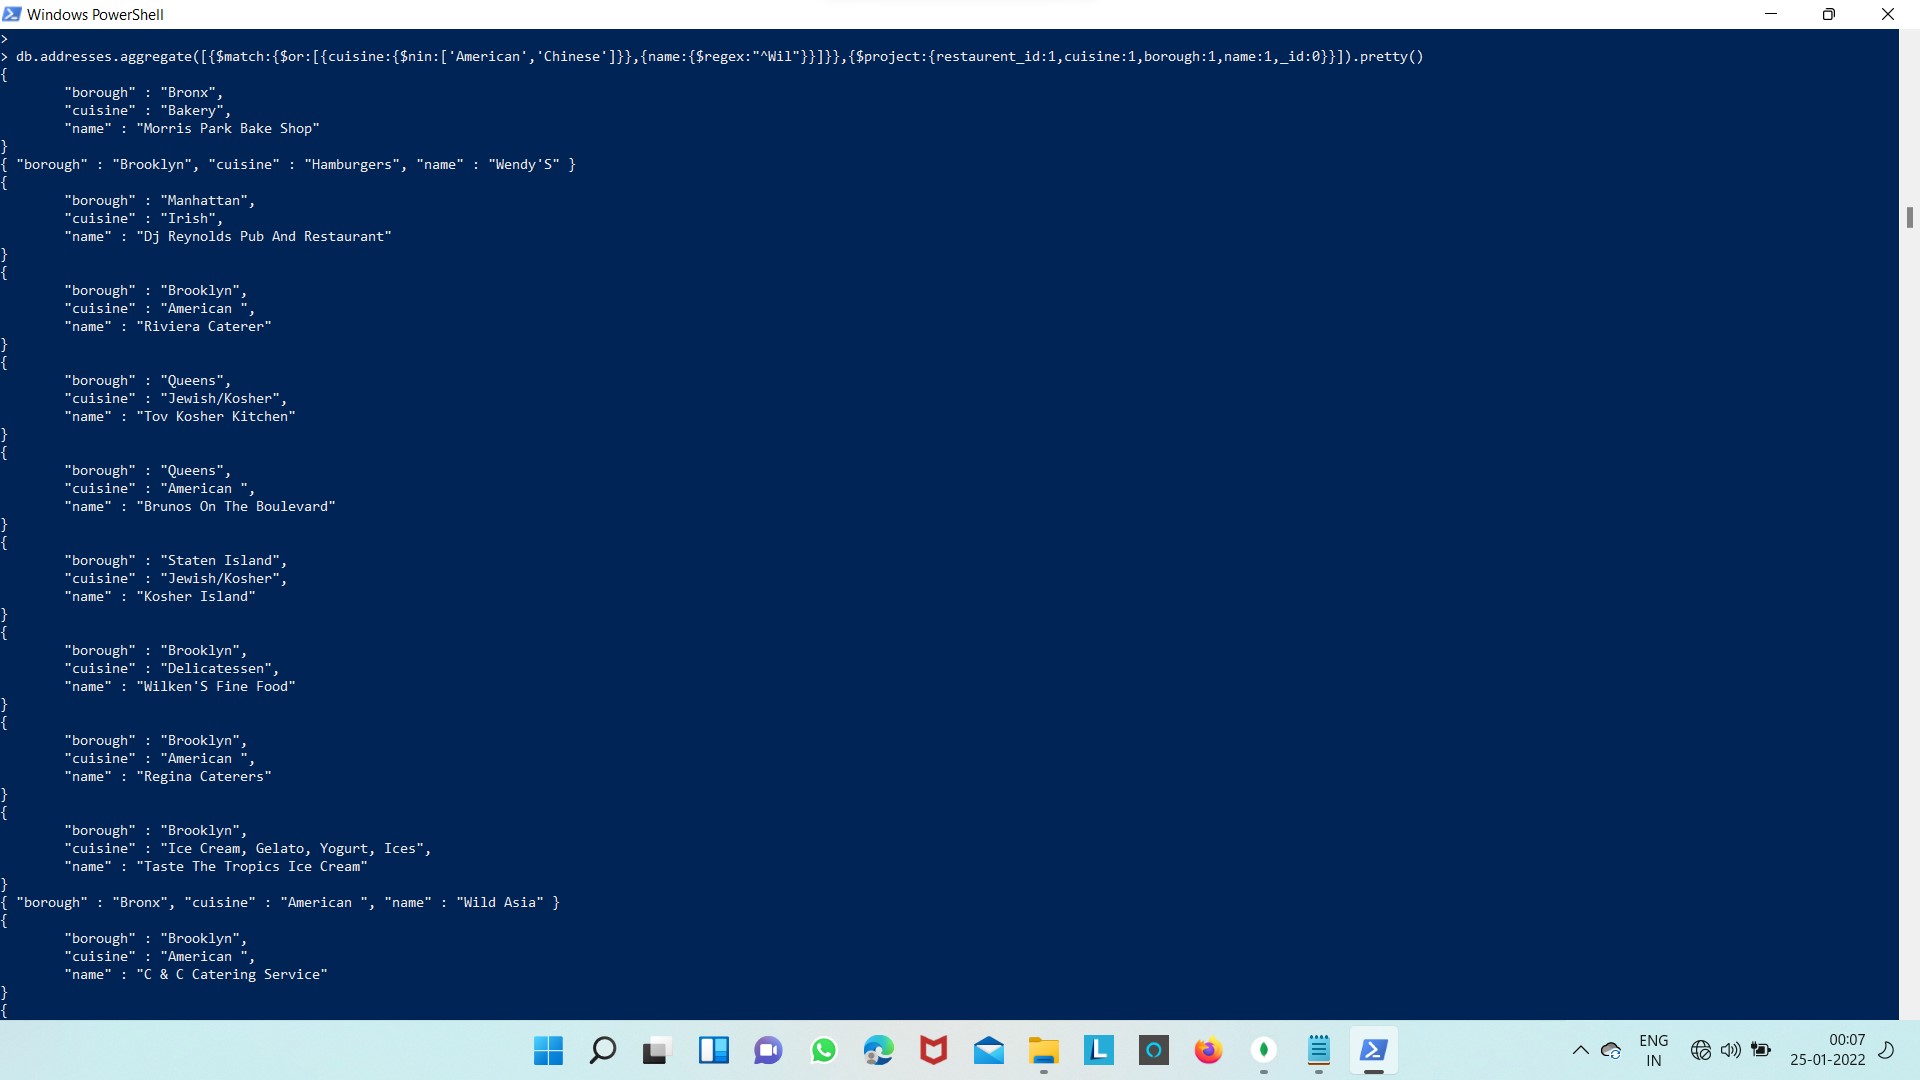 Windows PowerShell
>
> db.addresses.aggregate([{$match:{$or:[{cuisine:{$nin:['American','Chinese']}},{name:{$regex:"^Wil"}}]}},{$project:{restaurent_id:1,cuisine:1,borough:1,name:1,_id:0}}]).pretty()
{
"borough" : "Bronx",
"cuisine" : "Bakery",
"name" : "Morris Park Bake Shop"
}
{ "borough" : "Brooklyn", "cuisine" : "Hamburgers", "name" : "Wendy'S" }
{
"borough" : "Manhattan",
"cuisine" : "Irish",
"name" : "Dj Reynolds Pub And Restaurant"
}
{
"borough" : "Brooklyn",
"cuisine" : "American ",
"name" : "Riviera Caterer"
}
{
"borough" : "Queens",
"cuisine" : "Jewish/Kosher",
"name" : "Tov Kosher Kitchen"
}
{
"borough" : "Queens",
"cuisine" : "American ",
"name" : "Brunos On The Boulevard"
}
{
"borough" : "Staten Island",
"cuisine" : "Jewish/Kosher",
"name" : "Kosher Island"
}
{
"borough" : "Brooklyn",
"cuisine" : "Delicatessen",
"name" : "Wilken'S Fine Food"
}
{
"borough" : "Brooklyn",
"cuisine" : "American ",
"name" : "Regina Caterers"
}
{
"borough" : "Brooklyn",
"cuisine" : "Ice Cream, Gelato, Yogurt, Ices",
"name" : "Taste The Tropics Ice Cream"
}
{ "borough" : "Bronx", "cuisine" : "American ", "name" : "Wild Asia" }
{
"borough" : "Brooklyn",
"cuisine" : "American ",
"name" : "C & C Catering Service"
}
{
L
ENG
IN
00:07
25-01-2022